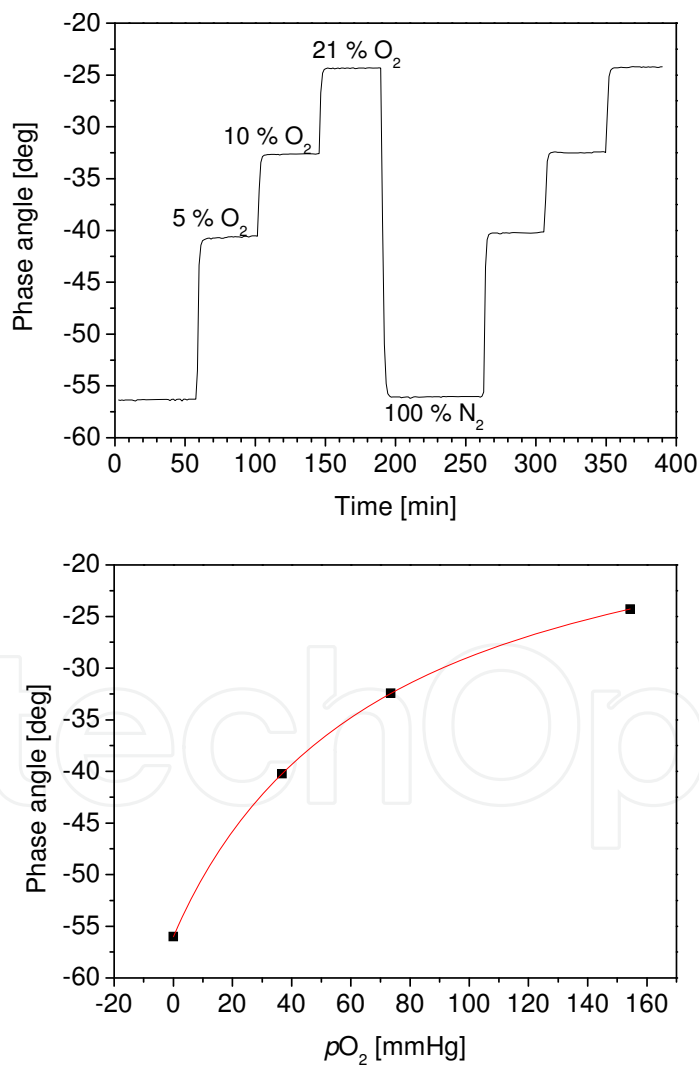 -20
-25
-30
-35
-40
-45
-50
-55
-60
Phase angle [deg]
21 % O₂
10 % O₂
5 % O₂
100 % N₂
0 50 100 150 200 250 300 350 400
Time [min]
-20
-25
-30
-35
-40
-45
-50
-55
-60
Phase angle [deg]
techOp
-20 0 20 40 60 80 100 120 140 160
pO₂ [mmHg]